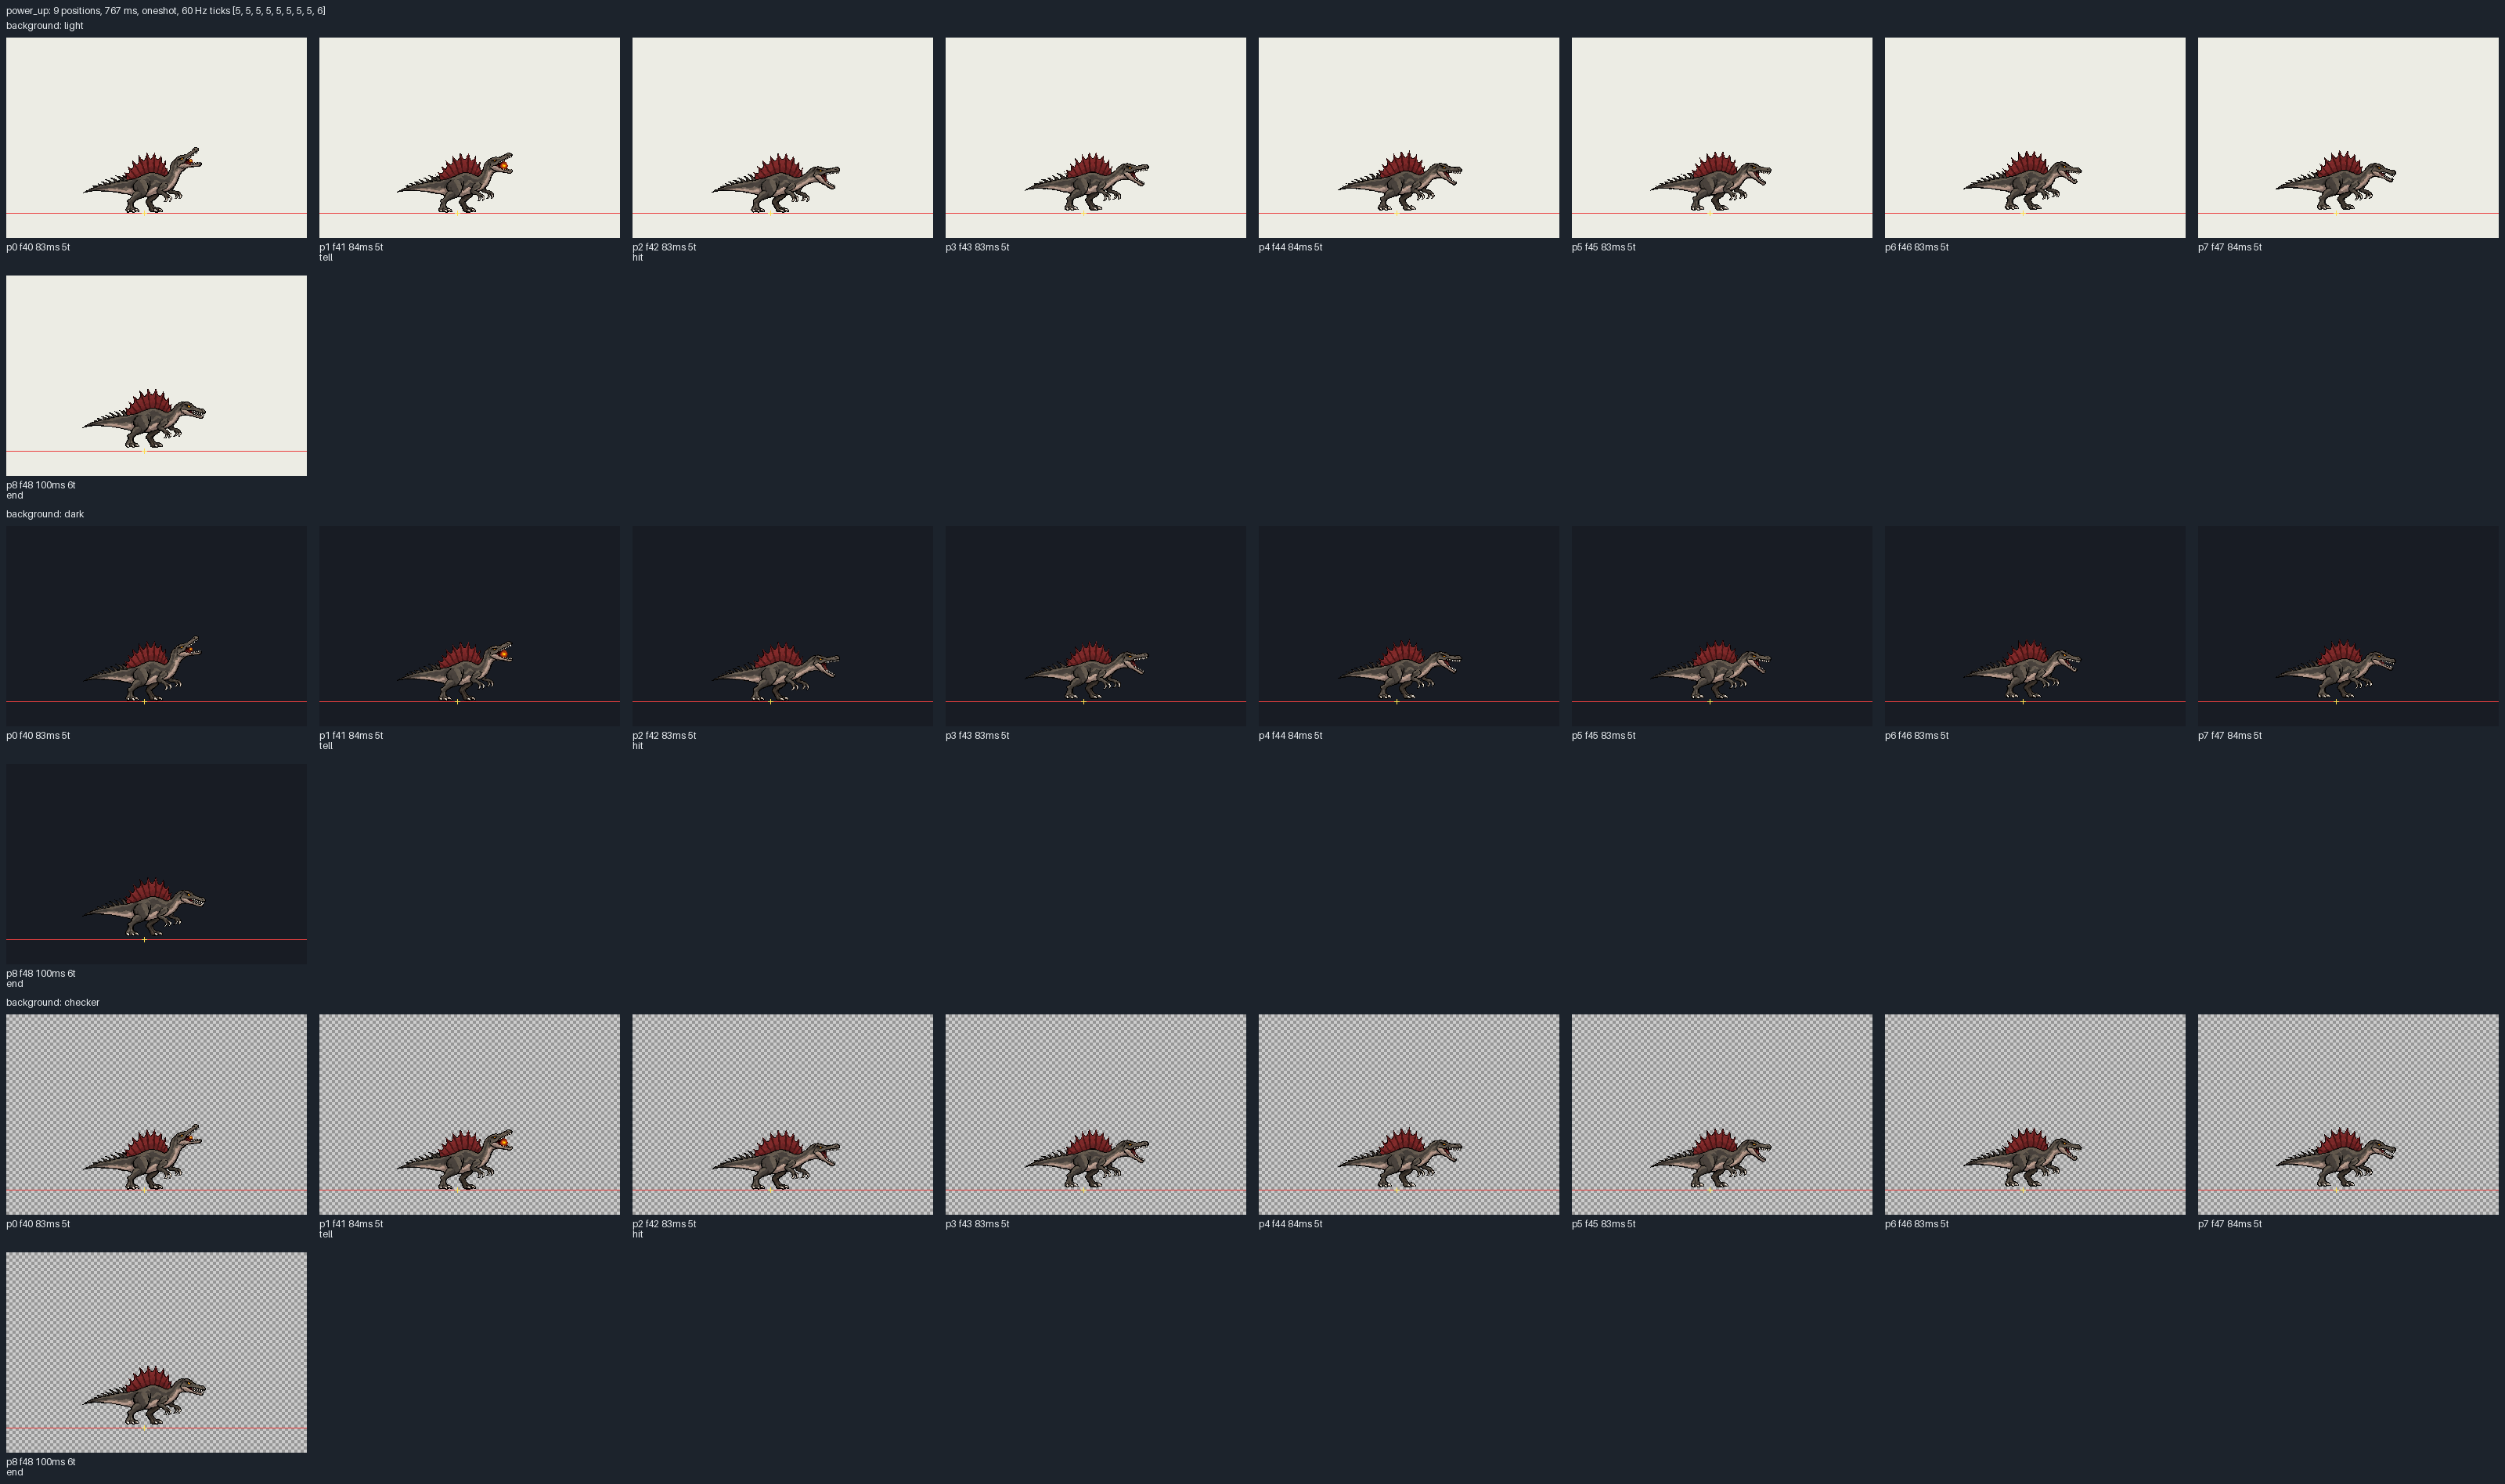 power_up: 9 positions, 767 ms, oneshot, 60 Hz ticks [5, 5, 5, 5, 5, 5, 5, 5, 6]
background: light
p0 f40 83ms 5t
p1 f41 84ms 5t
tell
p2 f42 83ms 5t
hit
p3 f43 83ms 5t
p4 f44 84ms 5t
p5 f45 83ms 5t
p6 f46 83ms 5t
p7 f47 84ms 5t
p8 f48 100ms 6t
end
background: dark
p0 f40 83ms 5t
p1 f41 84ms 5t
tell
p2 f42 83ms 5t
hit
p3 f43 83ms 5t
p4 f44 84ms 5t
p5 f45 83ms 5t
p6 f46 83ms 5t
p7 f47 84ms 5t
p8 f48 100ms 6t
end
background: checker
p0 f40 83ms 5t
p1 f41 84ms 5t
tell
p2 f42 83ms 5t
hit
p3 f43 83ms 5t
p4 f44 84ms 5t
p5 f45 83ms 5t
p6 f46 83ms 5t
p7 f47 84ms 5t
p8 f48 100ms 6t
end